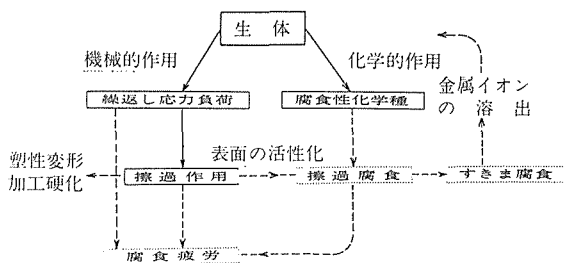 生体
機械的作用
化学的作用
金属イオン
の溶出
繰返し応力負荷
腐食性化学種
塑性変形
加工硬化
表面の活性化
擦過作用
擦過腐食
すきま腐食
腐食疲労